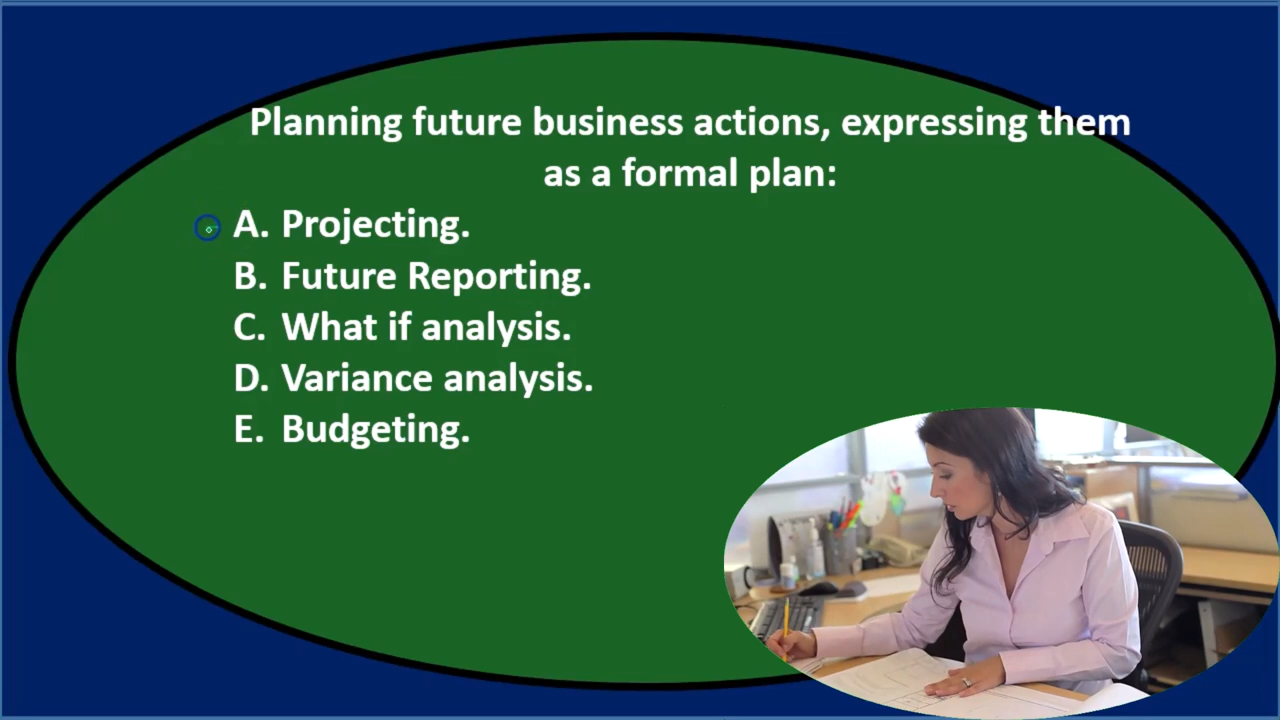 Planning future business actions, expressing them
as a formal plan:
A. Projecting.
B. Future Reporting.
C. What if analysis.
D. Variance analysis.
E. Budgeting.